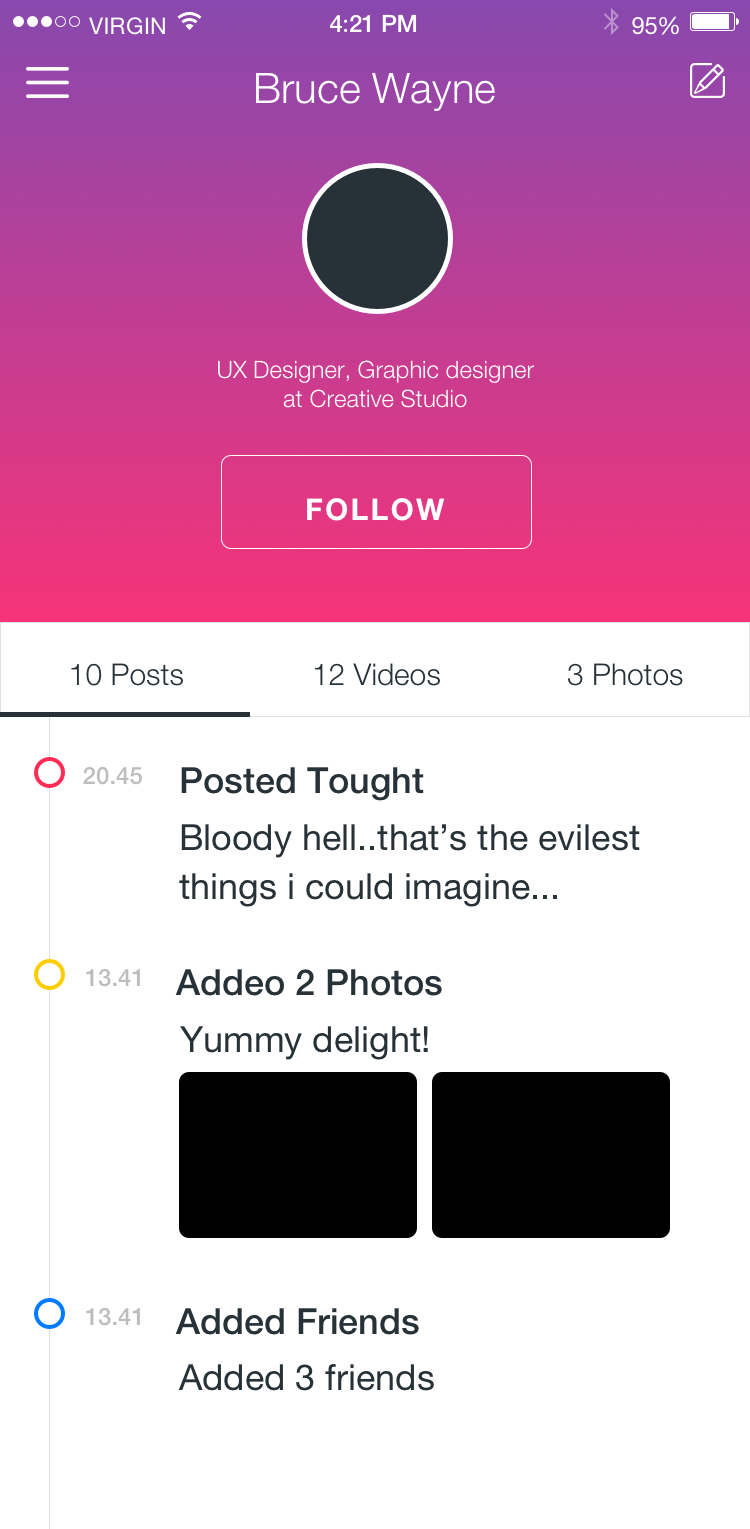 VIRGIN 4:21 PM 95%
Bruce Wayne
UX Designer, Graphic designer
at Creative Studio
FOLLOW
10 Posts 12 Videos 3 Photos
20.45 Posted Tought
Bloody hell..that’s the evilest
things i could imagine...
13.41 Addeo 2 Photos
Yummy delight!
13.41 Added Friends
Added 3 friends